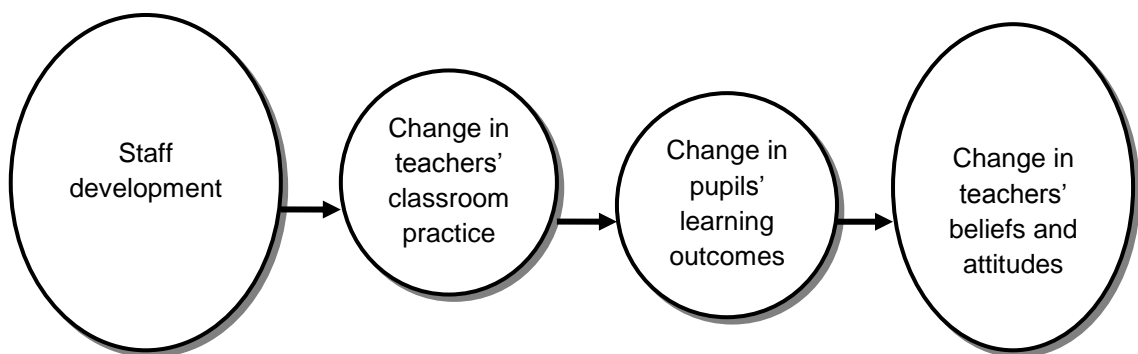 Staff
development
Change in
teachers’
classroom
practice
Change in
pupils’
learning
outcomes
Change in
teachers’
beliefs and
attitudes